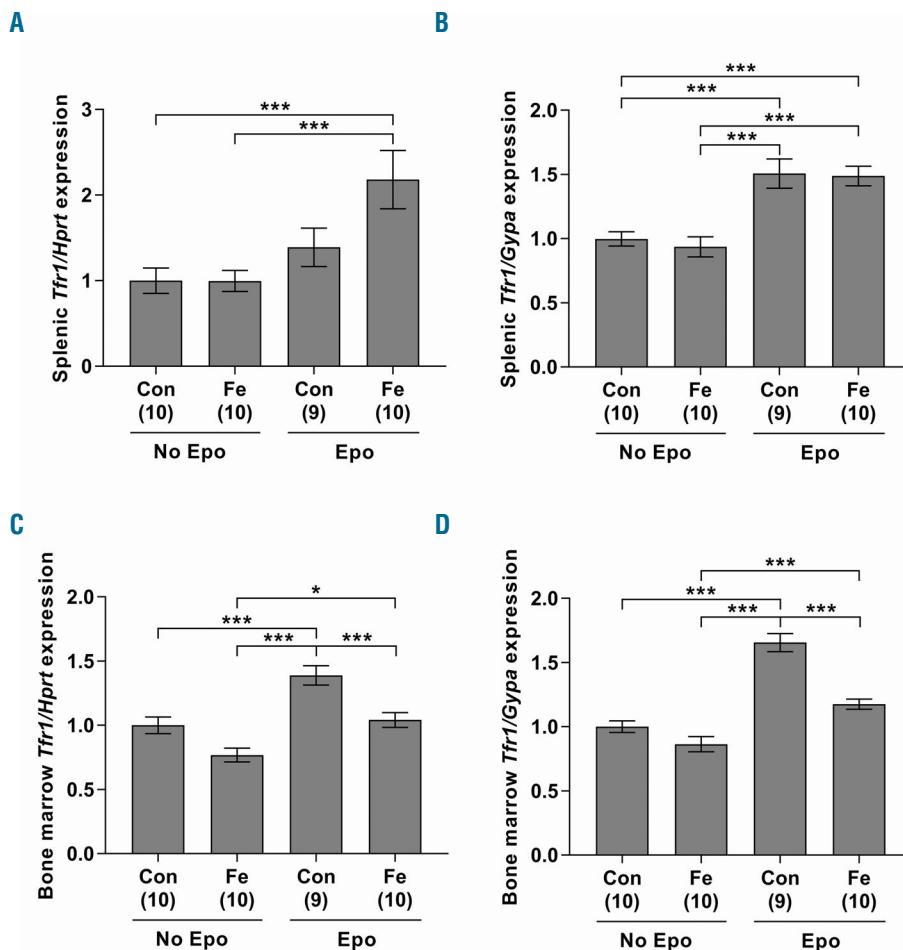 A
Splenic Tfr1/Hprt expression
3
2
1
0
***
***
Con Fe Con Fe
(10) (10) (9) (10)
No Epo Epo
B
Splenic Tfr1/Gypa expression
2.0
1.5
1.0
0.5
0.0
***
***
***
***
Con Fe Con Fe
(10) (10) (9) (10)
No Epo Epo
C
Bone marrow Tfr1/Hprt expression
2.0
1.5
1.0
0.5
0.0
*
***
*** ***
Con Fe Con Fe
(10) (10) (9) (10)
No Epo Epo
D
Bone marrow Tfr1/Gypa expression
2.0
1.5
1.0
0.5
0.0
***
***
*** ***
Con Fe Con Fe
(10) (10) (9) (10)
No Epo Epo